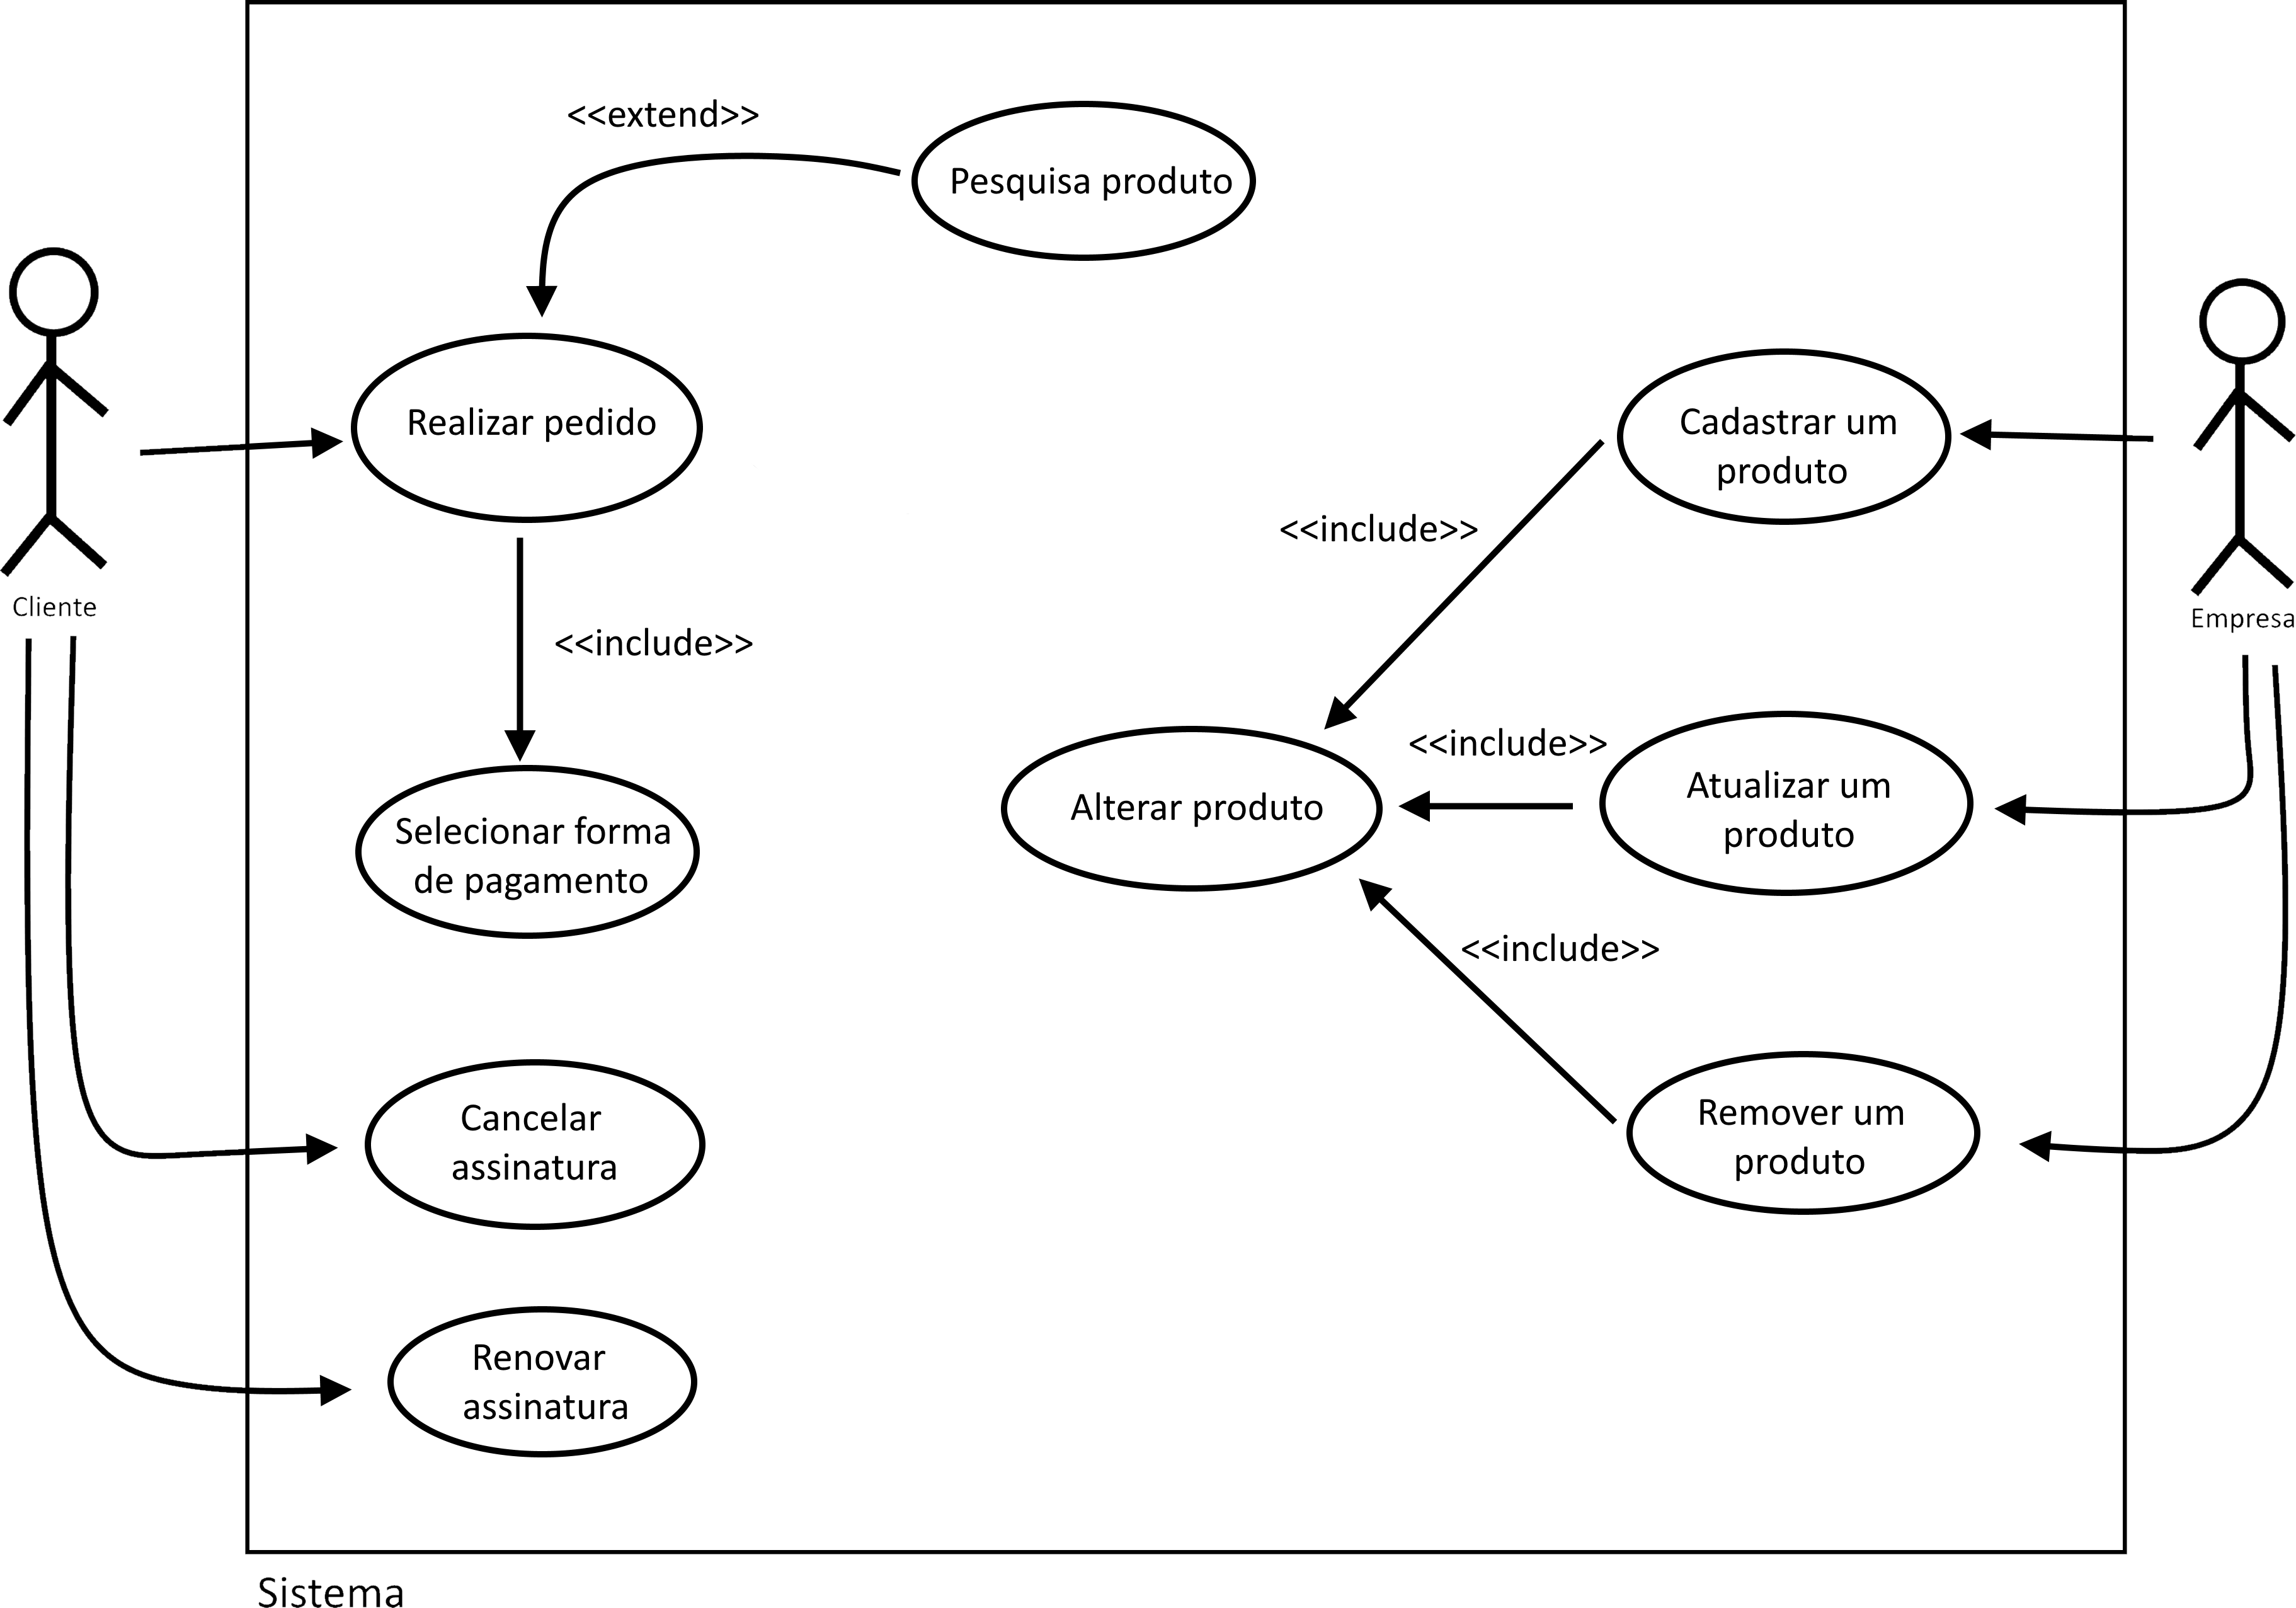 <<extend>>
Pesquisa produto
Realizar pedido
Cadastrar um
produto
<<include>>
Cliente
Empresa
<<include>>
<<include>>
Alterar produto
Atualizar um
produto
Selecionar forma
de pagamento
<<include>>
Cancelar
assinatura
Remover um
produto
Renovar
assinatura
Sistema